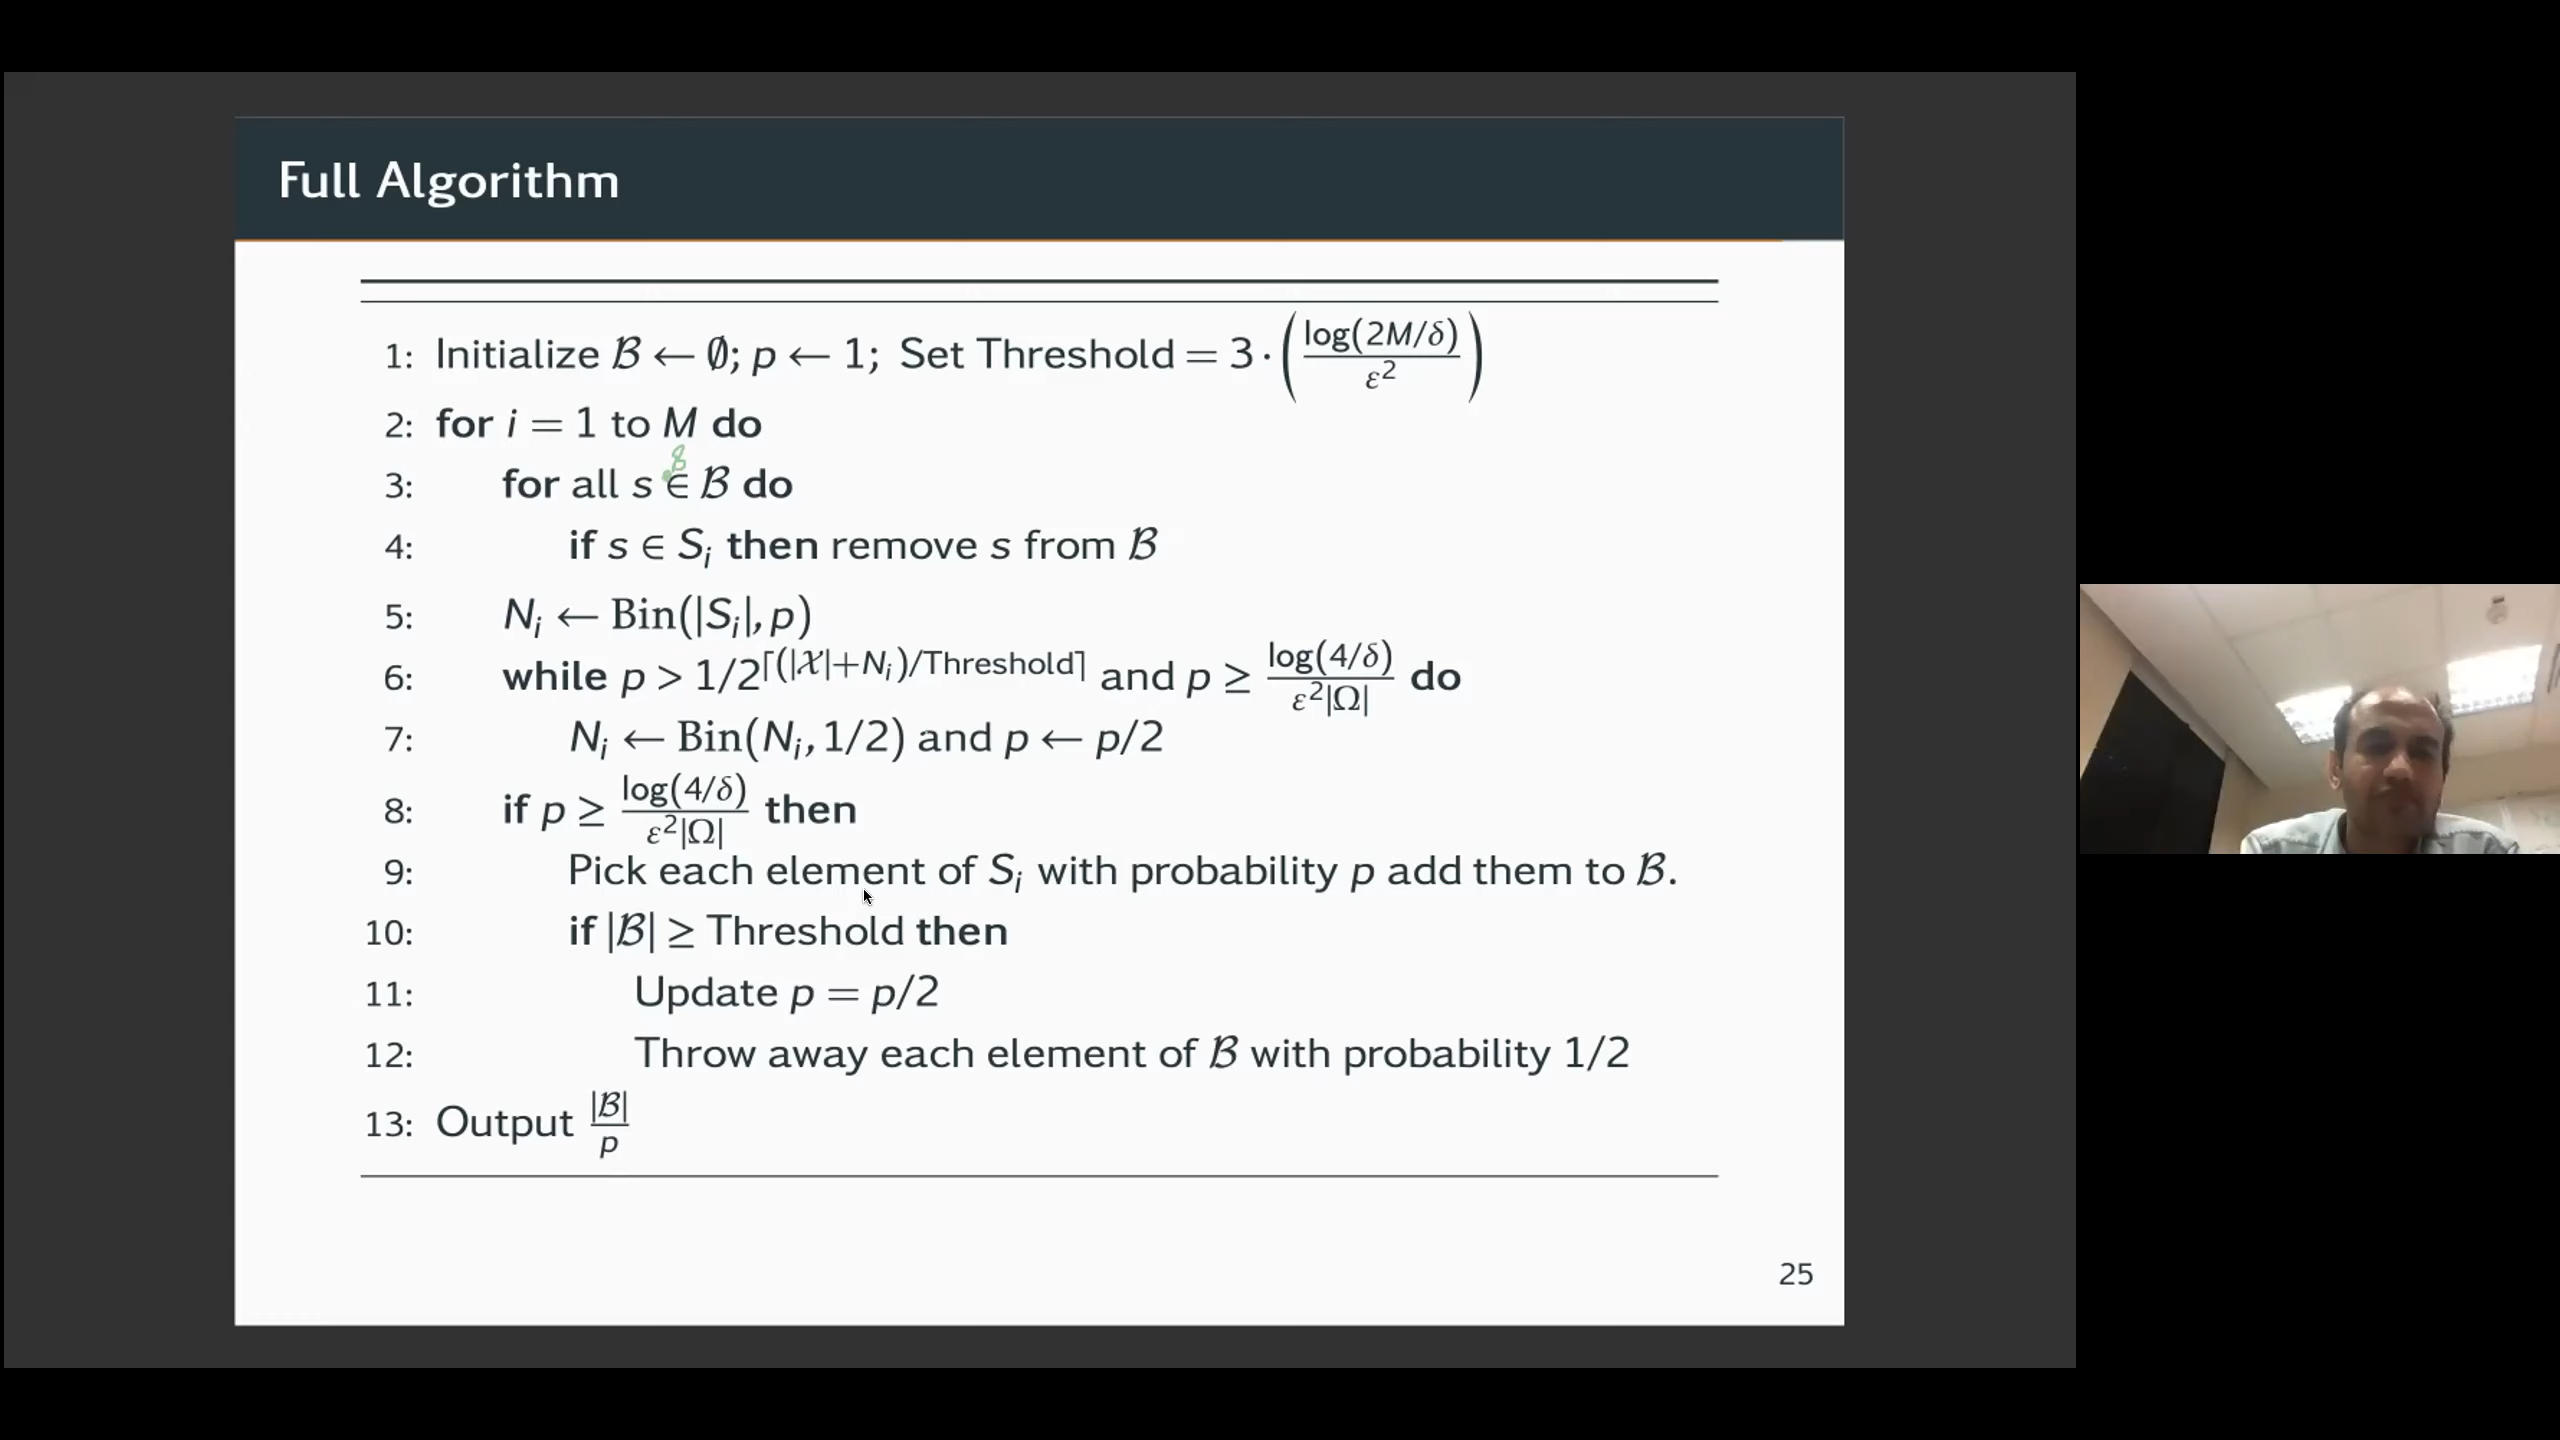 Full Algorithm
1: Initialize ℬ ← ∅; p ← 1; Set Threshold = 3 · (log(2M/δ) / ε²)
2: for i = 1 to M do
3: for all s ∈ ℬ do
4: if s ∈ Sᵢ then remove s from ℬ
5: Nᵢ ← Bin(|Sᵢ|, p)
6: while p > 1/2^⌈(|𝒳|+Nᵢ)/Threshold⌉ and p ≥ log(4/δ) / ε²|Ω| do
7: Nᵢ ← Bin(Nᵢ, 1/2) and p ← p/2
8: if p ≥ log(4/δ) / ε²|Ω| then
9: Pick each element of Sᵢ with probability p add them to ℬ.
10: if |ℬ| ≥ Threshold then
11: Update p = p/2
12: Throw away each element of ℬ with probability 1/2
13: Output |ℬ| / p
25